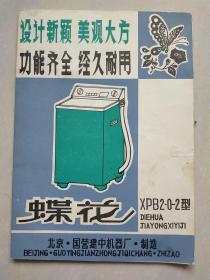 设计新颖 美观大方
功能齐全 经久耐用
蝶花
XPB2-0-2型
DIEHUA
JIAYONGXIYIJI
北京·国营建中机器厂·制造
BEIJING·GUOYINGJIANZHONGJIQICHANG·ZHIZAO